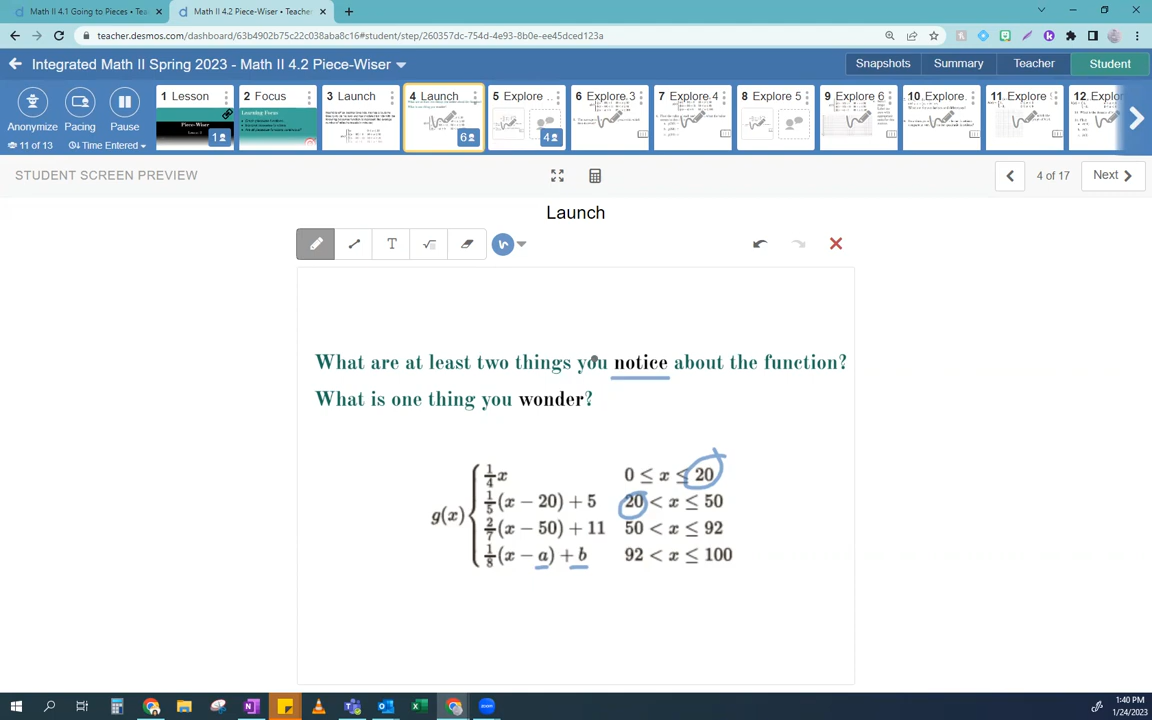 Math II 4.1 Going to Pieces • Tea
Math II 4.2 Piece-Wiser • Teacher
teacher.desmos.com/dashboard/63b4902b75c22c038aba8c16#student/step/260357dc-754d-4e93-8b0e-ee45dced123a
Integrated Math II Spring 2023 - Math II 4.2 Piece-Wiser
Snapshots
Summary
Teacher
Student
Anonymize
Pacing
Pause
11 of 13
Time Entered
1 Lesson
2 Focus
3 Launch
4 Launch
5 Explore ..
6 Explore 3
7 Explore 4
8 Explore 5
9 Explore 6
10. Explore.
11. Explore
12. Explor
1
6
4
STUDENT SCREEN PREVIEW
4 of 17
Next
Launch
T
What are at least two things you notice about the function?
What is one thing you wonder?
g(x) { 1/4 x 0 ≤ x ≤ 20
1/5 (x − 20) + 5 20 < x ≤ 50
2/7 (x − 50) + 11 50 < x ≤ 92
1/8 (x − a) + b 92 < x ≤ 100
1:40 PM
1/24/2023